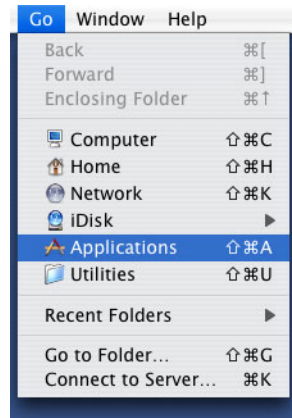 Go Window Help
Back ⌘[
Forward ⌘]
Enclosing Folder ⌘↑
Computer ⇧⌘C
Home ⇧⌘H
Network ⇧⌘K
iDisk ▶
Applications ⇧⌘A
Utilities ⇧⌘U
Recent Folders ▶
Go to Folder... ⇧⌘G
Connect to Server... ⌘K